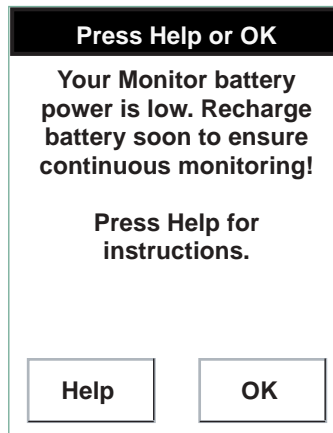 Press Help or OK
Your Monitor battery
power is low. Recharge
battery soon to ensure
continuous monitoring!
Press Help for
instructions.
Help
OK